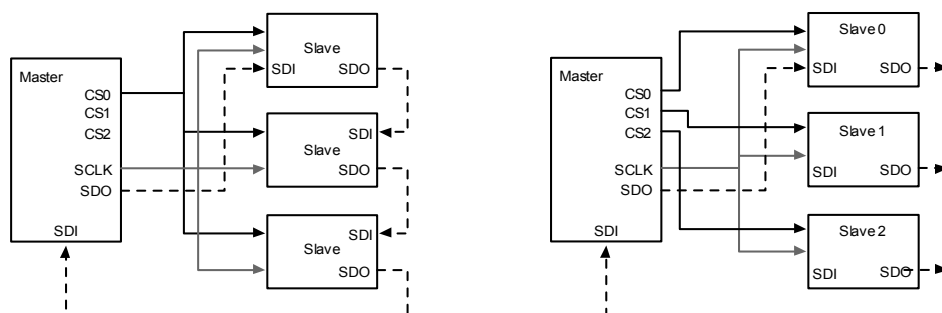 Master
CS0
CS1
CS2
SCLK
SDO
SDI
Slave
SDI
SDO
SDI
Slave
SDO
SDI
Slave
SDO
Master
CS0
CS1
CS2
SCLK
SDO
SDI
Slave 0
SDI
SDO
Slave 1
SDI
SDO
Slave 2
SDI
SDO